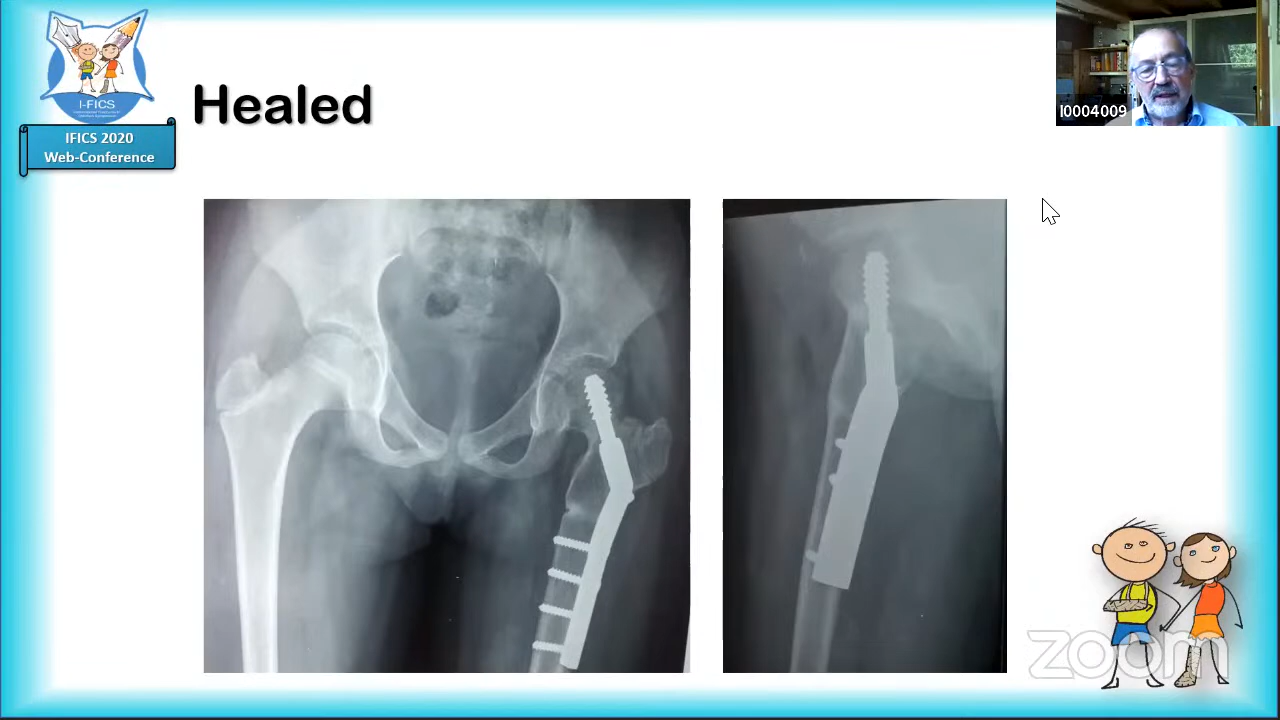 I-FICS
IFICS 2020
Web-Conference
Healed
I0004009
zoom